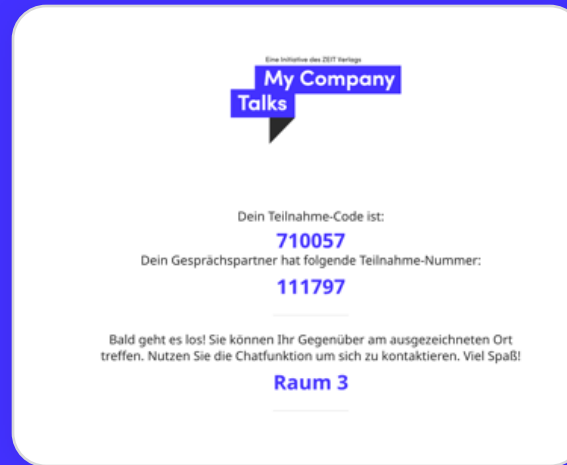 Eine Initiative des ZEIT Verlags
My Company
Talks
Dein Teilnahme-Code ist:
710057
Dein Gesprächspartner hat folgende Teilnahme-Nummer:
111797
Bald geht es los! Sie können Ihr Gegenüber am ausgezeichneten Ort
treffen. Nutzen Sie die Chatfunktion um sich zu kontaktieren. Viel Spaß!
Raum 3